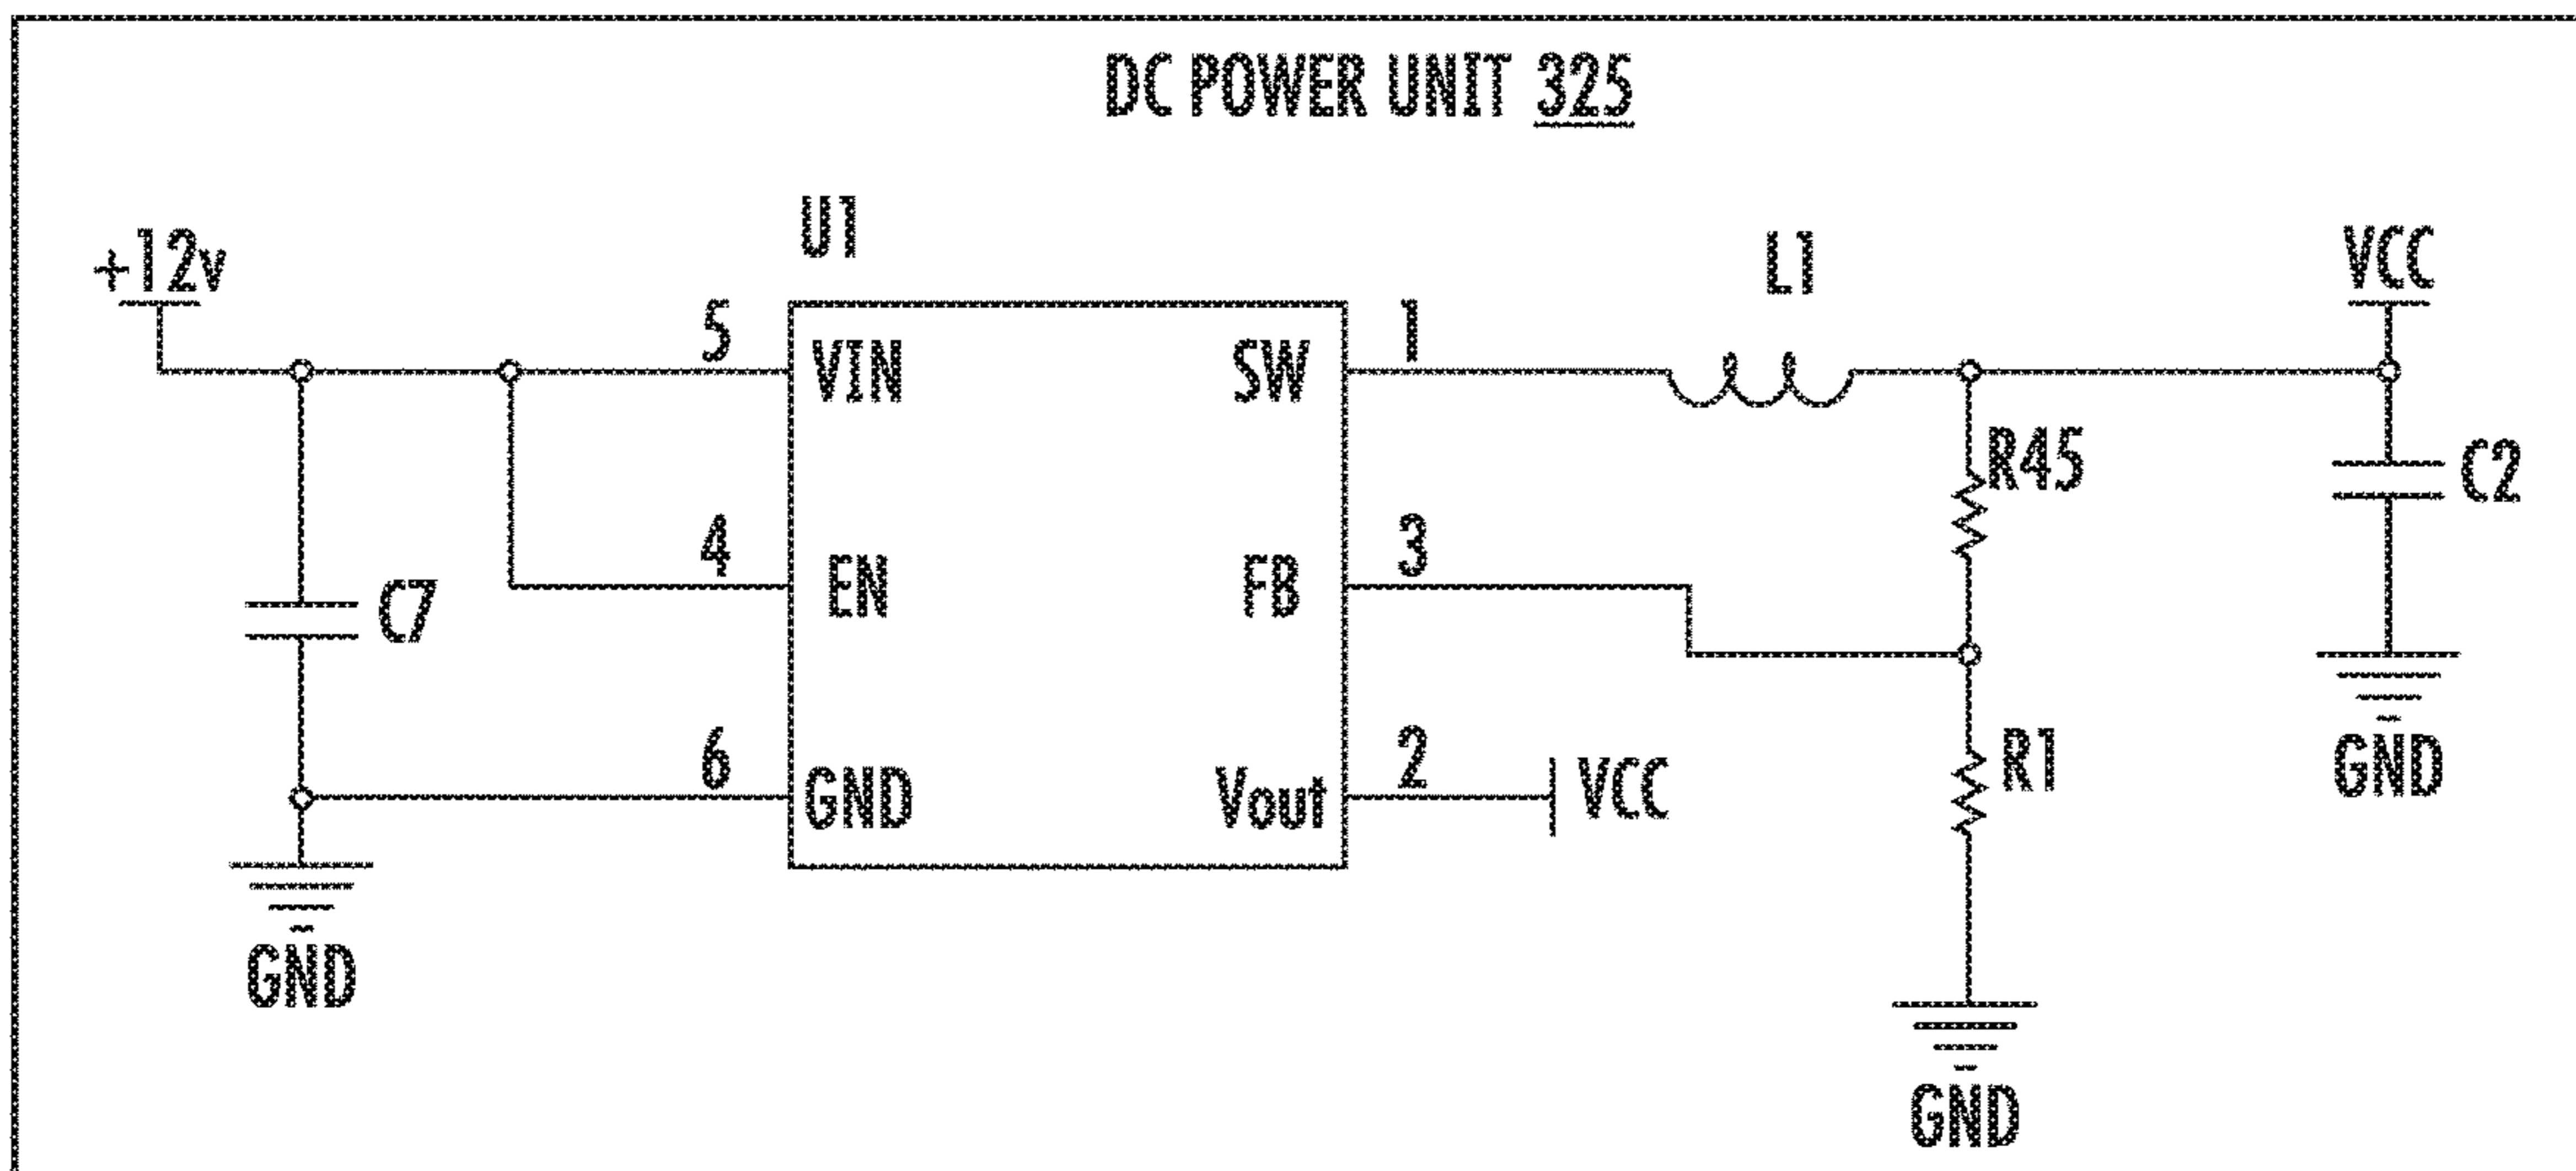 DC POWER UNIT 325
U1
+12v
L1
VCC
5
1
VIN
SW
R45
C2
4
3
EN
FB
C7
6
2
GND
Vout
VCC
R1
GND
GND
GND